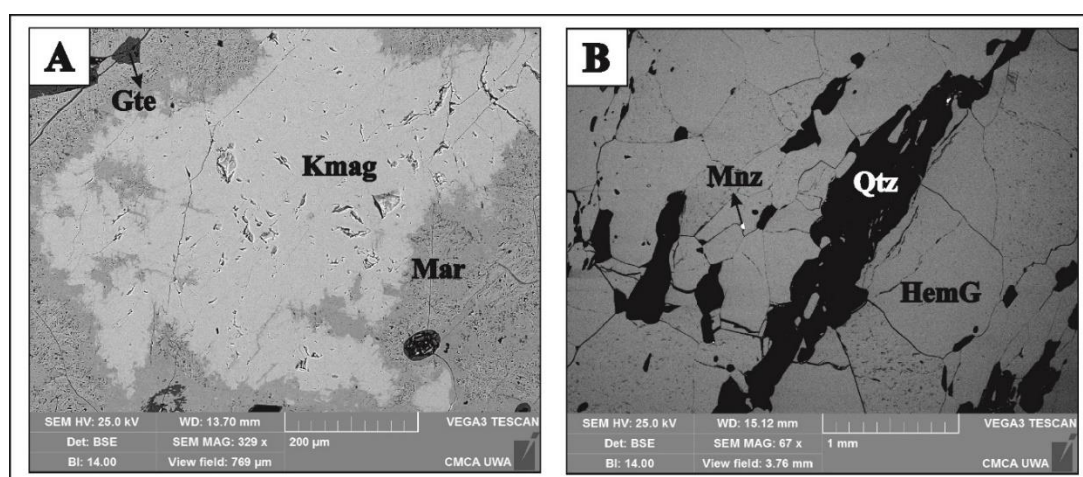 A
Gte
Kmag
Mar
SEM HV: 25.0 kV WD: 13.70 mm VEGA3 TESCAN
Det: BSE SEM MAG: 329 x 200 µm
BI: 14.00 View field: 769 µm CMCA UWA
B
Mnz
Qtz
HemG
SEM HV: 25.0 kV WD: 15.12 mm VEGA3 TESCAN
Det: BSE SEM MAG: 67 x 1 mm
BI: 14.00 View field: 3.76 mm CMCA UWA